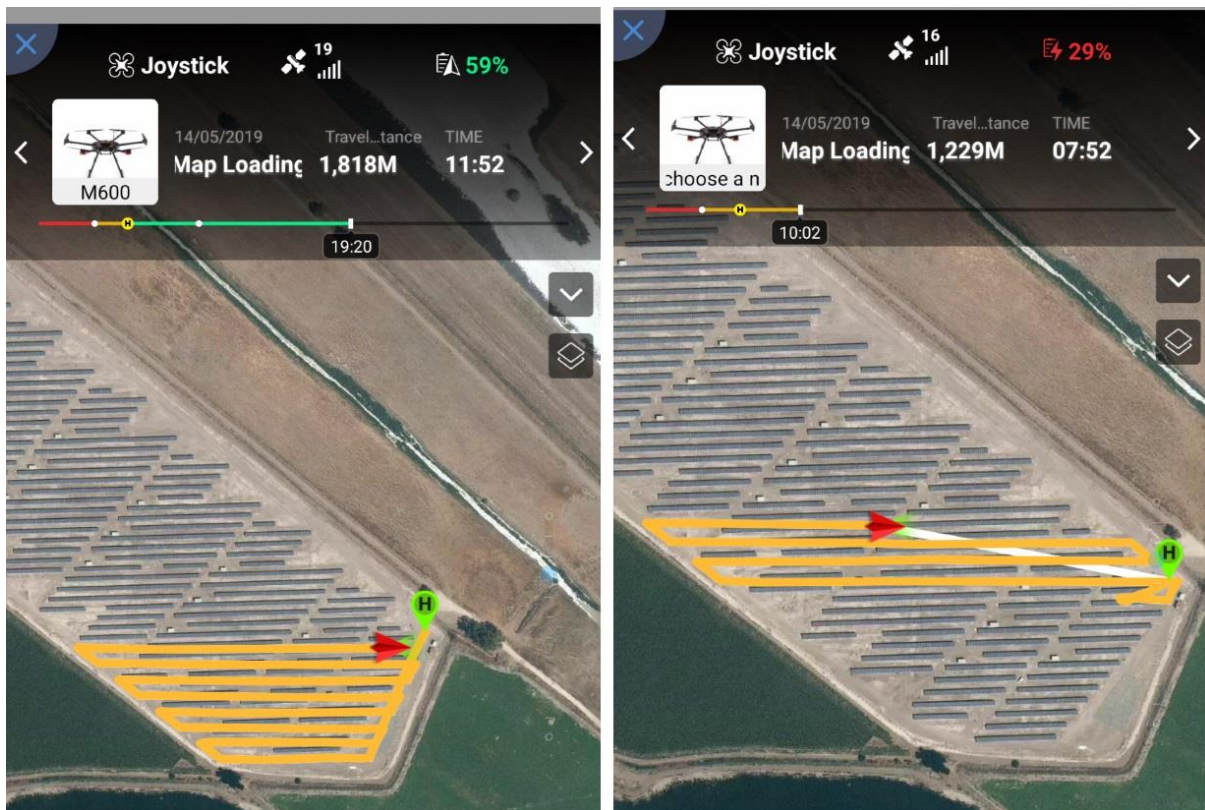 Joystick
19
59%
14/05/2019 Travel...tance TIME
Map Loading 1,818M 11:52
M600
H
19:20
H
Joystick
16
29%
14/05/2019 Travel...tance TIME
Map Loading 1,229M 07:52
choose a n
H
10:02
H